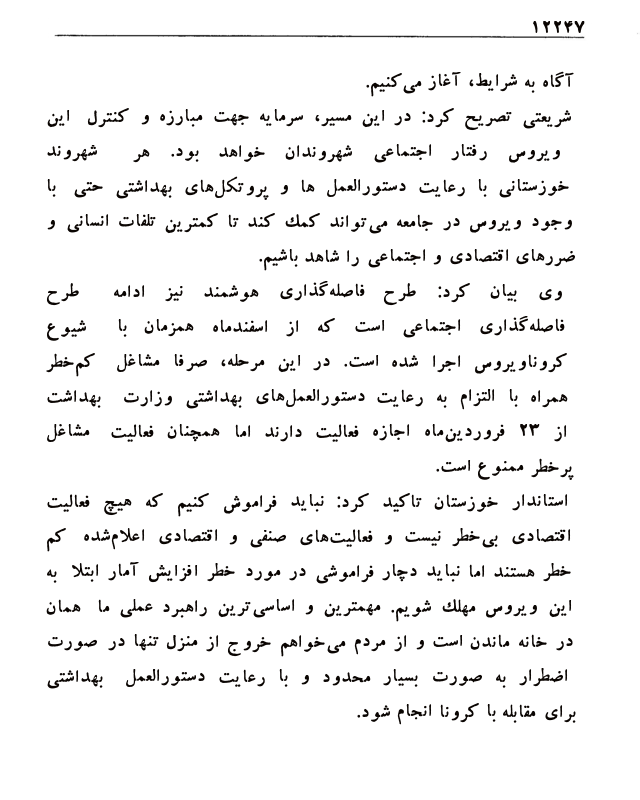 ۱۲۲۴۷
آگاه به شرایط، آغاز می‌کنیم.
شریعتی تصریح کرد: در این مسیر، سرمایه جهت مبارزه و کنترل این
ویروس رفتار اجتماعی شهروندان خواهد بود. هر شهروند
خوزستانی با رعایت دستورالعمل ها و پروتکل‌های بهداشتی حتی با
وجود ویروس در جامعه می‌تواند کمك کند تا کمترین تلفات انسانی و
ضررهای اقتصادی و اجتماعی را شاهد باشیم.
وی بیان کرد: طرح فاصله‌گذاری هوشمند نیز ادامه طرح
فاصله‌گذاری اجتماعی است که از اسفندماه همزمان با شیوع
کروناویروس اجرا شده است. در این مرحله، صرفا مشاغل کم‌خطر
همراه با التزام به رعایت دستورالعمل‌های بهداشتی وزارت بهداشت
از ۲۳ فروردین‌ماه اجازه فعالیت دارند اما همچنان فعالیت مشاغل
پرخطر ممنوع است.
استاندار خوزستان تاکید کرد: نباید فراموش کنیم که هیچ فعالیت
اقتصادی بی‌خطر نیست و فعالیت‌های صنفی و اقتصادی اعلام‌شده کم
خطر هستند اما نباید دچار فراموشی در مورد خطر افزایش آمار ابتلا به
این ویروس مهلك شویم. مهمترین و اساسی‌ترین راهبرد عملی ما همان
در خانه ماندن است و از مردم می‌خواهم خروج از منزل تنها در صورت
اضطرار به صورت بسیار محدود و با رعایت دستورالعمل بهداشتی
برای مقابله با کرونا انجام شود.